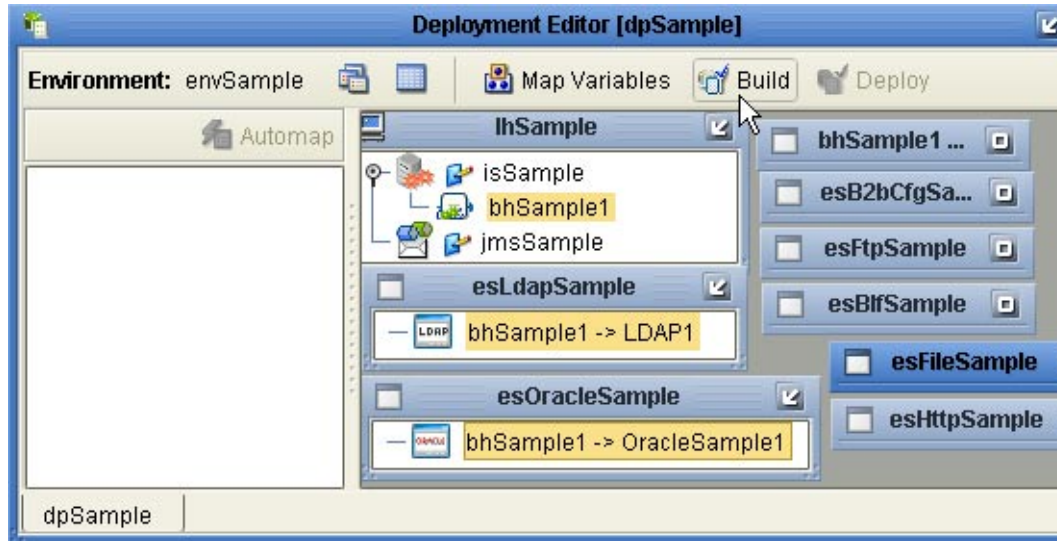 Deployment Editor [dpSample]
Environment: envSample Map Variables Build Deploy
Automap
lhSample
isSample
bhSample1
jmsSample
esLdapSample
LDAP bhSample1 -> LDAP1
esOracleSample
ORACLE bhSample1 -> OracleSample1
bhSample1 ...
esB2bCfgSa...
esFtpSample
esBlfSample
esFileSample
esHttpSample
dpSample